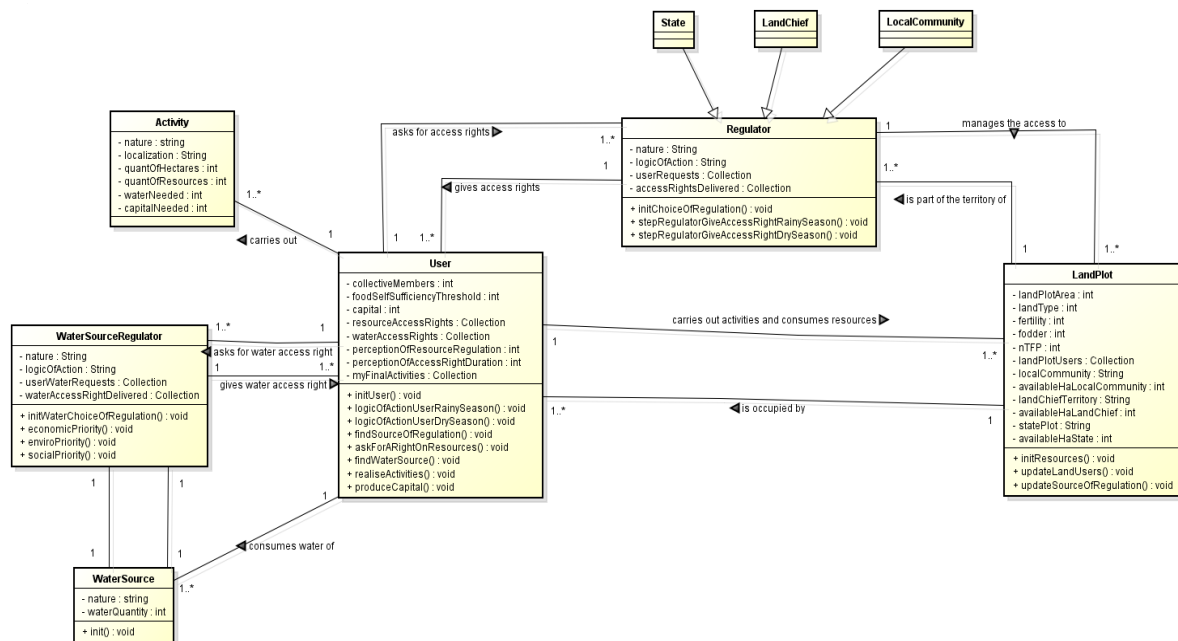 State
LandChief
LocalCommunity
Activity
- nature : string
- localization : String
- quantOfHectares : int
- quantOfResources : int
- waterNeeded : int
- capitalNeeded : int
asks for access rights
1..*
Regulator
- nature : String
- logicOfAction : String
- userRequests : Collection
- accessRightsDelivered : Collection
+ initChoiceOfRegulation() : void
+ stepRegulatorGiveAccessRightRainySeason() : void
+ stepRegulatorGiveAccessRightDrySeason() : void
1
manages the access to
1
gives access rights
1..*
is part of the territory of
1..*
carries out
1
1
1..*
1
1..*
User
- collectiveMembers : int
- foodSelfSufficiencyThreshold : int
- capital : int
- resourceAccessRights : Collection
- waterAccessRights : Collection
- perceptionOfResourceRegulation : int
- perceptionOfAccessRightDuration : int
- myFinalActivities : Collection
+ initUser() : void
+ logicOfActionUserRainySeason() : void
+ logicOfActionUserDrySeason() : void
+ findSourceOfRegulation() : void
+ askForARightOnResources() : void
+ findWaterSource() : void
+ realiseActivities() : void
+ produceCapital() : void
LandPlot
- landPlotArea : int
- landType : int
- fertility : int
- fodder : int
- nTFP : int
- landPlotUsers : Collection
- localCommunity : String
- availableHaLocalCommunity : int
- landChiefTerritory : String
- availableHaLandChief : int
- statePlot : String
- availableHaState : int
+ initResources() : void
+ updateLandUsers() : void
+ updateSourceOfRegulation() : void
carries out activities and consumes resources
1
1..*
is occupied by
1..*
1
WaterSourceRegulator
- nature : String
- logicOfAction : String
- userWaterRequests : Collection
- waterAccessRightDelivered : Collection
+ initWaterChoiceOfRegulation() : void
+ economicPriority() : void
+ enviroPriority() : void
+ socialPriority() : void
1..*
1
asks for water access right
1
1..*
gives water access right
1
1
1
1
1
consumes water of
1..*
WaterSource
- nature : string
- waterQuantity : int
+ init() : void